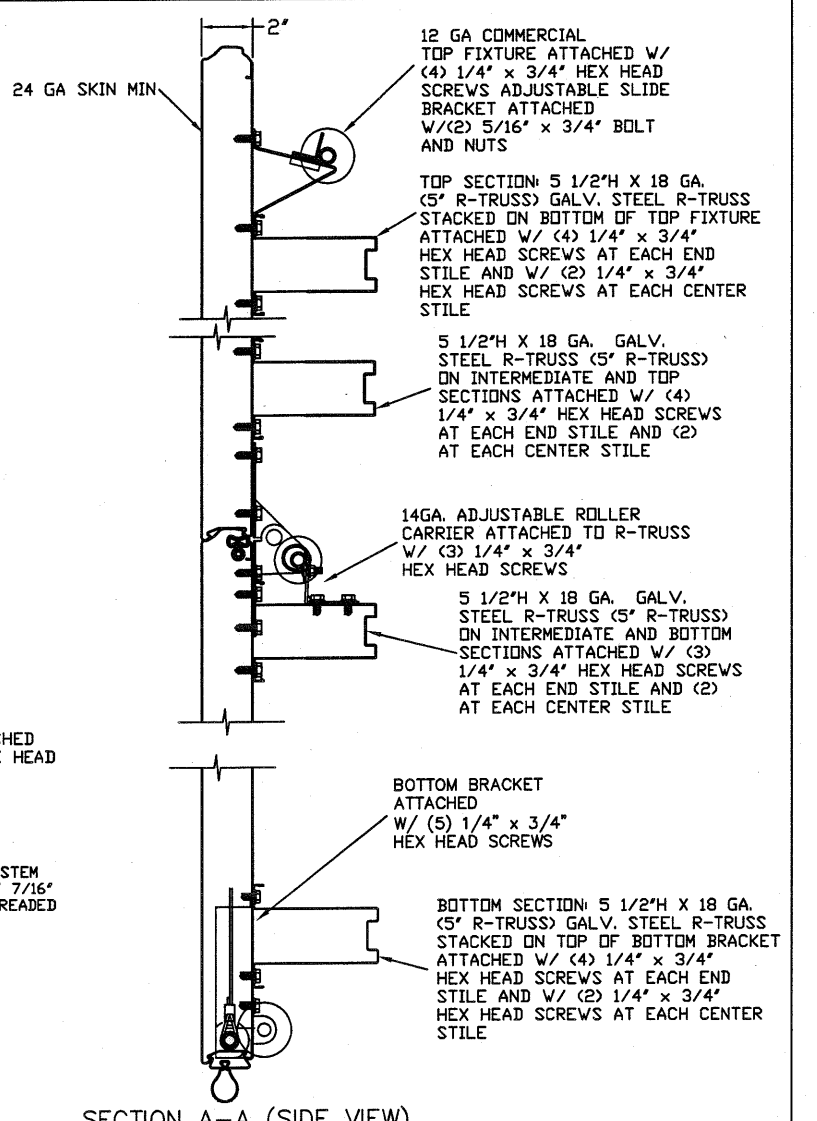 2"
24 GA SKIN MIN
12 GA COMMERCIAL
TOP FIXTURE ATTACHED W/
(4) 1/4" x 3/4" HEX HEAD
SCREWS ADJUSTABLE SLIDE
BRACKET ATTACHED
W/(2) 5/16" x 3/4" BOLT
AND NUTS
TOP SECTION: 5 1/2"H X 18 GA.
(5" R-TRUSS) GALV. STEEL R-TRUSS
STACKED ON BOTTOM OF TOP FIXTURE
ATTACHED W/ (4) 1/4" x 3/4"
HEX HEAD SCREWS AT EACH END
STILE AND W/ (2) 1/4" x 3/4"
HEX HEAD SCREWS AT EACH CENTER
STILE
5 1/2"H X 18 GA. GALV.
STEEL R-TRUSS (5" R-TRUSS)
ON INTERMEDIATE AND TOP
SECTIONS ATTACHED W/ (4)
1/4" x 3/4" HEX HEAD SCREWS
AT EACH END STILE AND (2)
AT EACH CENTER STILE
14GA. ADJUSTABLE ROLLER
CARRIER ATTACHED TO R-TRUSS
W/ (3) 1/4" x 3/4"
HEX HEAD SCREWS
5 1/2"H X 18 GA. GALV.
STEEL R-TRUSS (5" R-TRUSS)
ON INTERMEDIATE AND BOTTOM
SECTIONS ATTACHED W/ (3)
1/4" x 3/4" HEX HEAD SCREWS
AT EACH END STILE AND (2)
AT EACH CENTER STILE
CHED
HEAD
BOTTOM BRACKET
ATTACHED
W/ (5) 1/4" x 3/4"
HEX HEAD SCREWS
STEM
7/16"
READED
BOTTOM SECTION: 5 1/2"H X 18 GA.
(5" R-TRUSS) GALV. STEEL R-TRUSS
STACKED ON TOP OF BOTTOM BRACKET
ATTACHED W/ (4) 1/4" x 3/4"
HEX HEAD SCREWS AT EACH END
STILE AND W/ (2) 1/4" x 3/4"
HEX HEAD SCREWS AT EACH CENTER
STILE
SECTION A-A (SIDE VIEW)